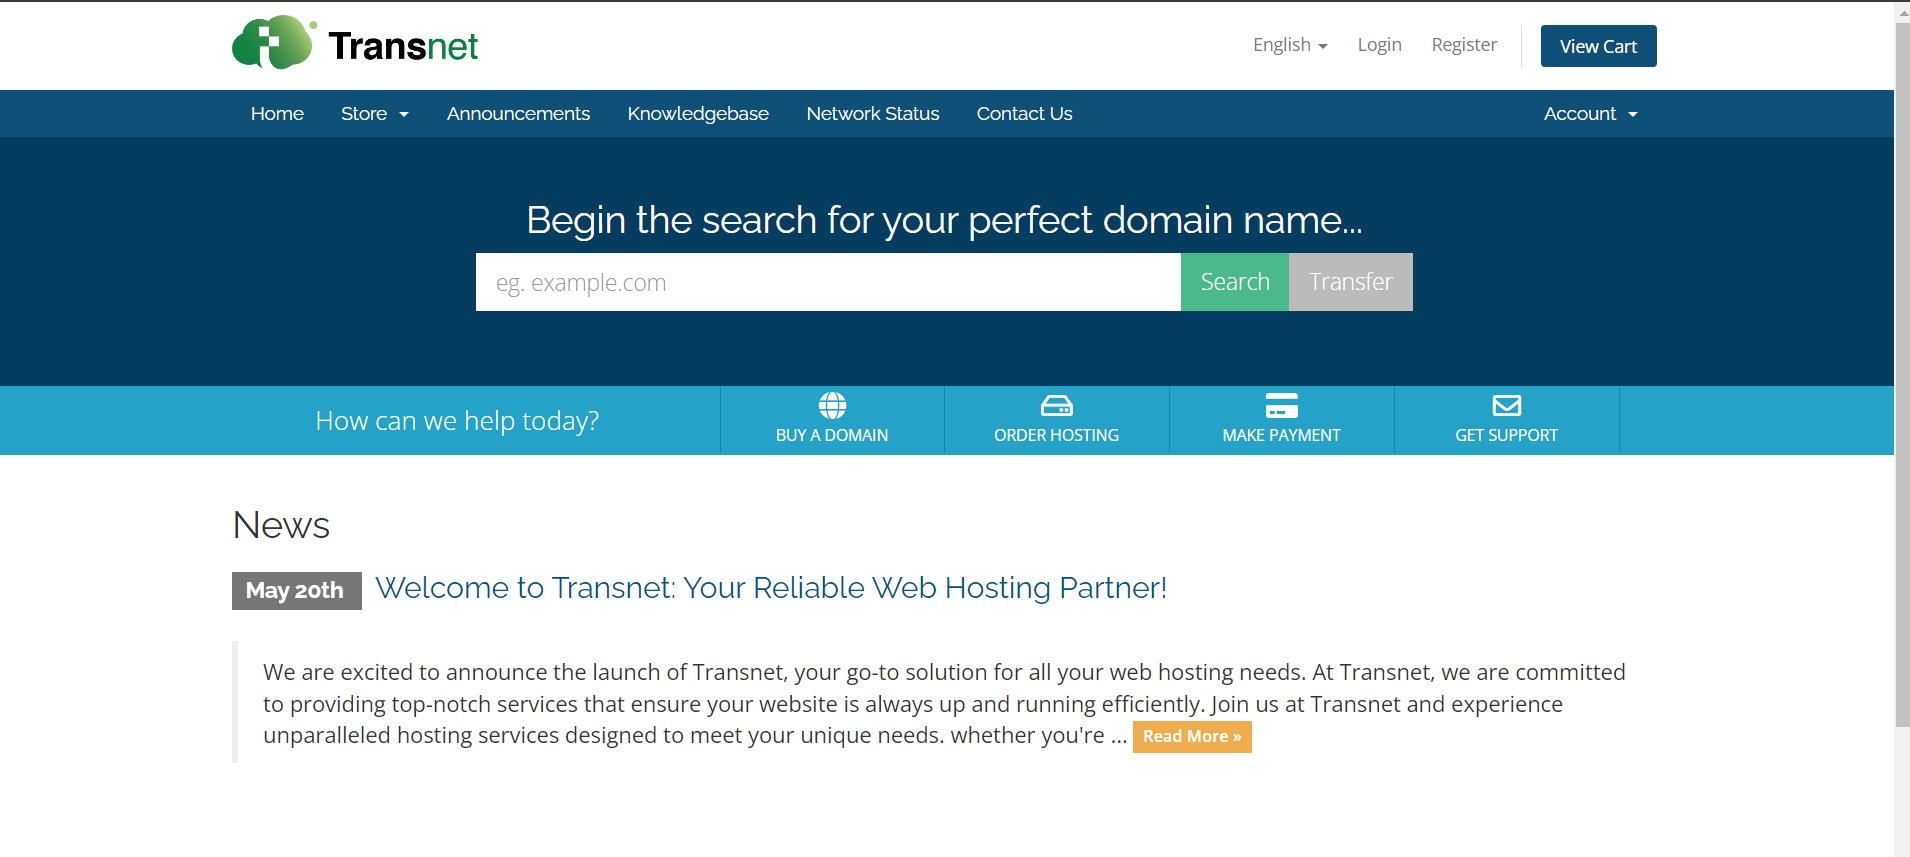 Transnet
English Login Register View Cart
Home Store Announcements Knowledgebase Network Status Contact Us Account
Begin the search for your perfect domain name...
eg. example.com Search Transfer
How can we help today? BUY A DOMAIN ORDER HOSTING MAKE PAYMENT GET SUPPORT
News
May 20th Welcome to Transnet: Your Reliable Web Hosting Partner!
We are excited to announce the launch of Transnet, your go-to solution for all your web hosting needs. At Transnet, we are committed
to providing top-notch services that ensure your website is always up and running efficiently. Join us at Transnet and experience
unparalleled hosting services designed to meet your unique needs. whether you're ... Read More »